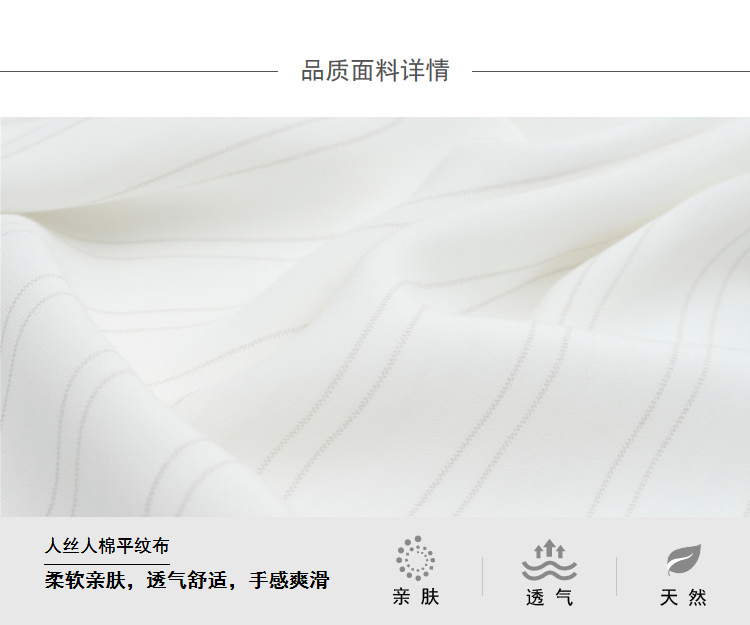 品质面料详情
人丝人棉平纹布
柔软亲肤，透气舒适，手感爽滑
亲肤
透气
天然